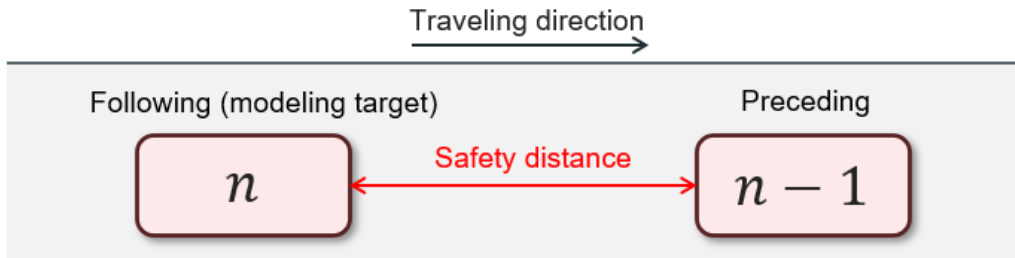 Traveling direction
Following (modeling target)
Preceding
Safety distance
n
n − 1